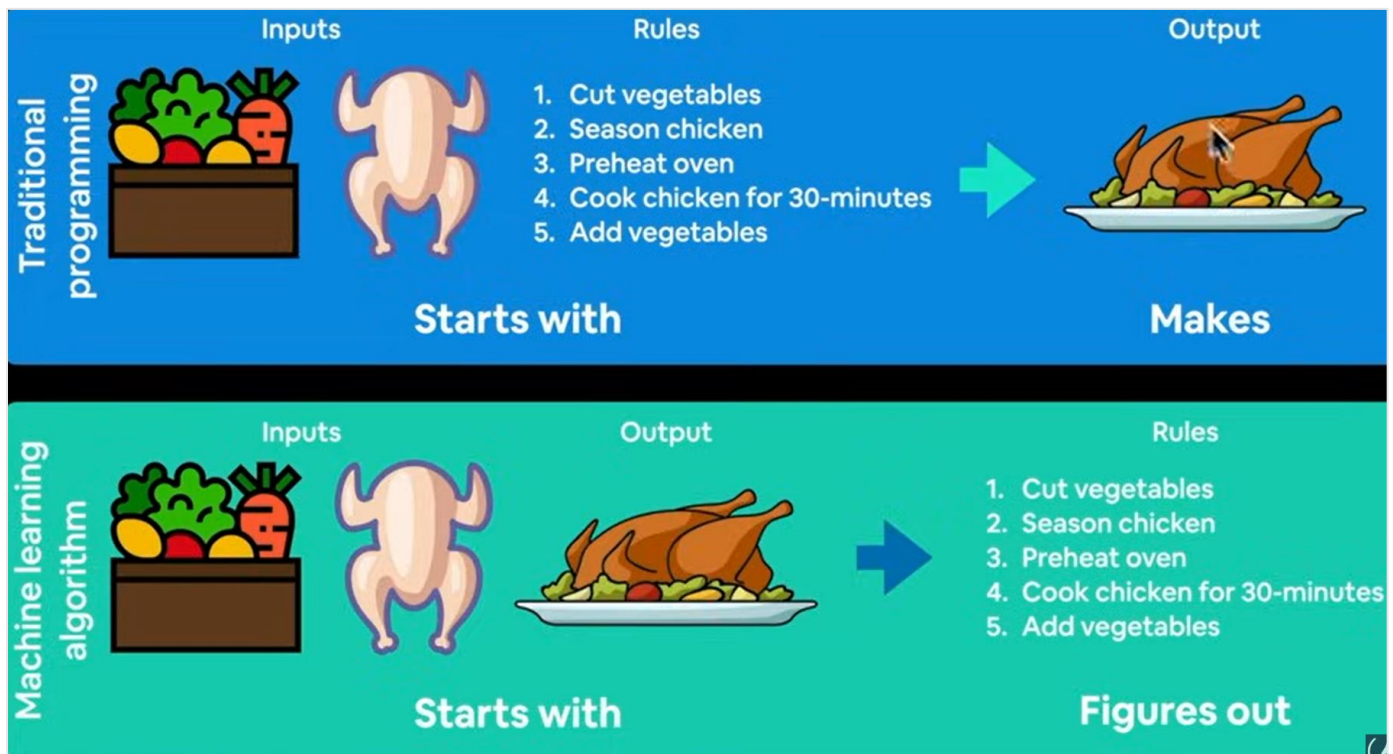 Traditional
programming
Inputs
Rules
Output
1. Cut vegetables
2. Season chicken
3. Preheat oven
4. Cook chicken for 30-minutes
5. Add vegetables
Starts with
Makes
Machine learning
algorithm
Inputs
Output
Rules
1. Cut vegetables
2. Season chicken
3. Preheat oven
4. Cook chicken for 30-minutes
5. Add vegetables
Starts with
Figures out